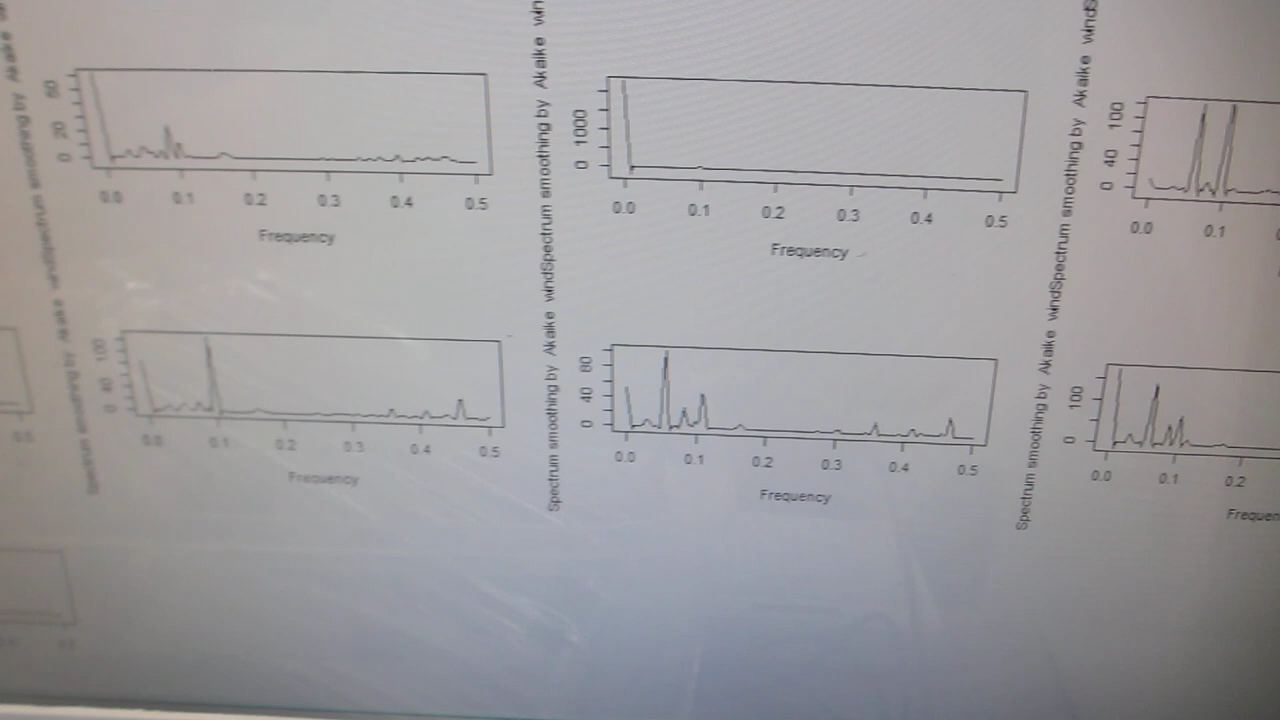 Spectrum smoothing by Akaike windSpectrum smoothing by Akaike win
Spectrum smoothing by Akaike windSpectrum smoothing by Akaike windS
0 20 50
0.0 0.1 0.2 0.3 0.4 0.5
Frequency
0 1000
0.0 0.1 0.2 0.3 0.4 0.5
Frequency
0 40 100
0.0 0.1
0 40 100
0.0 0.1 0.2 0.3 0.4 0.5
Frequency
0 40 80
0.0 0.1 0.2 0.3 0.4 0.5
Frequency
0 100
0.0 0.1 0.2
Frequen